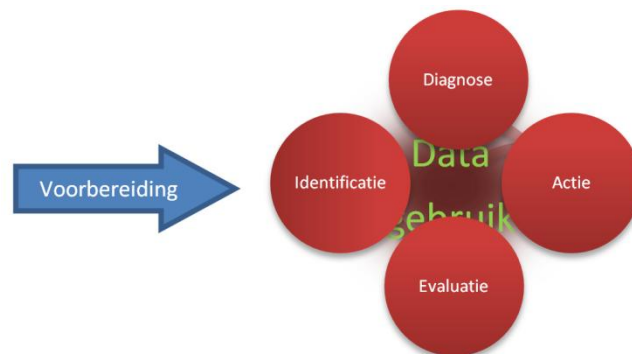 Diagnose
Voorbereiding
Identificatie
Data
gebruik
Actie
Evaluatie